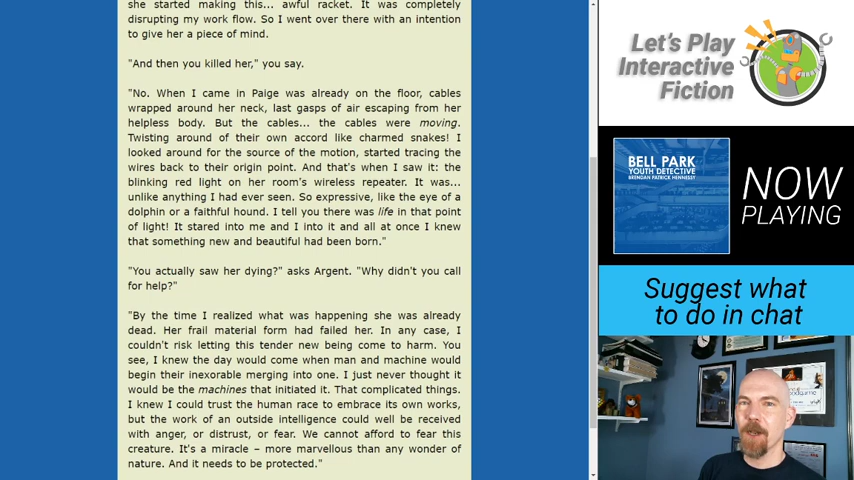 she started making this... awful racket. It was completely
disrupting my work flow. So I went over there with an intention
to give her a piece of mind.
"And then you killed her," you say.
"No. When I came in Paige was already on the floor, cables
wrapped around her neck, last gasps of air escaping from her
helpless body. But the cables... the cables were moving.
Twisting around of their own accord like charmed snakes! I
looked around for the source of the motion, started tracing the
wires back to their origin point. And that's when I saw it: the
blinking red light on her room's wireless repeater. It was...
unlike anything I had ever seen. So expressive, like the eye of a
dolphin or a faithful hound. I tell you there was life in that point
of light! It stared into me and I into it and all at once I knew
that something new and beautiful had been born."
"You actually saw her dying?" asks Argent. "Why didn't you call
for help?"
"By the time I realized what was happening she was already
dead. Her frail material form had failed her. In any case, I
couldn't risk letting this tender new being come to harm. You
see, I knew the day would come when man and machine would
begin their inexorable merging into one. I just never thought it
would be the machines that initiated it. That complicated things.
I knew I could trust the human race to embrace its own works,
but the work of an outside intelligence could well be received
with anger, or distrust, or fear. We cannot afford to fear this
creature. It's a miracle – more marvellous than any wonder of
nature. And it needs to be protected."
Let's Play
Interactive
Fiction
BELL PARK
YOUTH DETECTIVE
BRENDAN PATRICK HENNESSY
NOW
PLAYING
Suggest what
to do in chat